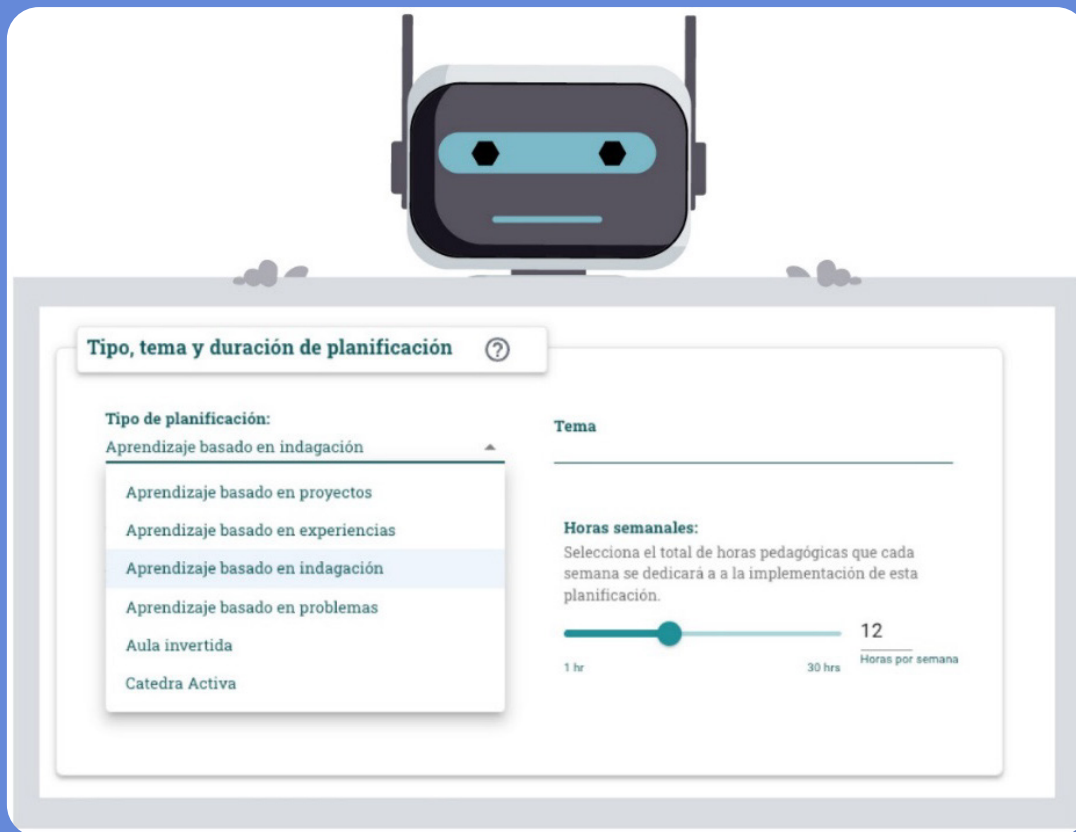 Tipo, tema y duración de planificación ?
Tipo de planificación:
Aprendizaje basado en indagación
Aprendizaje basado en proyectos
Aprendizaje basado en experiencias
Aprendizaje basado en indagación
Aprendizaje basado en problemas
Aula invertida
Catedra Activa
Tema
Horas semanales:
Selecciona el total de horas pedagógicas que cada
semana se dedicará a a la implementación de esta
planificación.
12
Horas por semana
1 hr
30 hrs